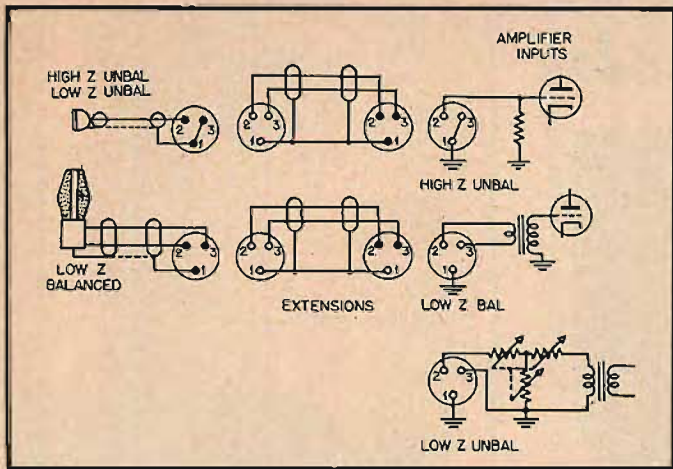 AMPLIFIER
INPUTS
HIGH Z UNBAL
LOW Z UNBAL
2 3
1
2 3
1
2 3
1
2 3
1
HIGH Z UNBAL
2 3
1
2 3
1
2 3
1
2 3
1
LOW Z
BALANCED
EXTENSIONS
LOW Z BAL
2 3
1
LOW Z UNBAL